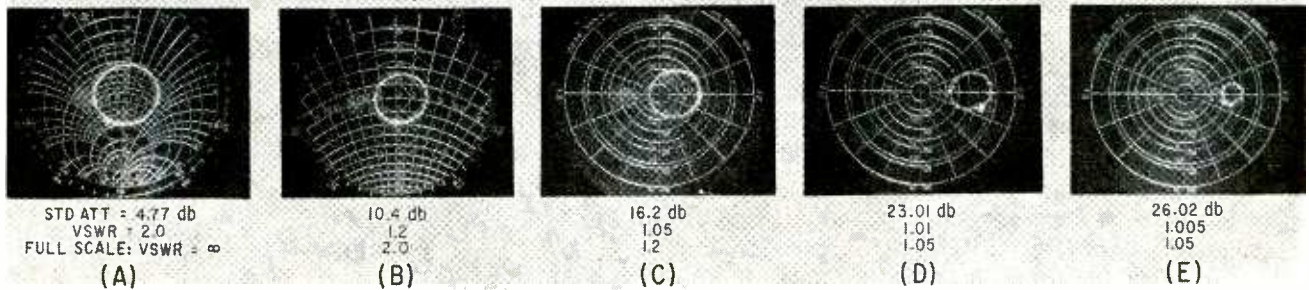 STD ATT = 4.77 db
VSWR = 2.0
FULL SCALE: VSWR = ∞
(A)
10.4 db
1.2
2.0
(B)
16.2 db
1.05
1.2
(C)
23.01 db
1.01
1.05
(D)
26.02 db
1.005
1.05
(E)